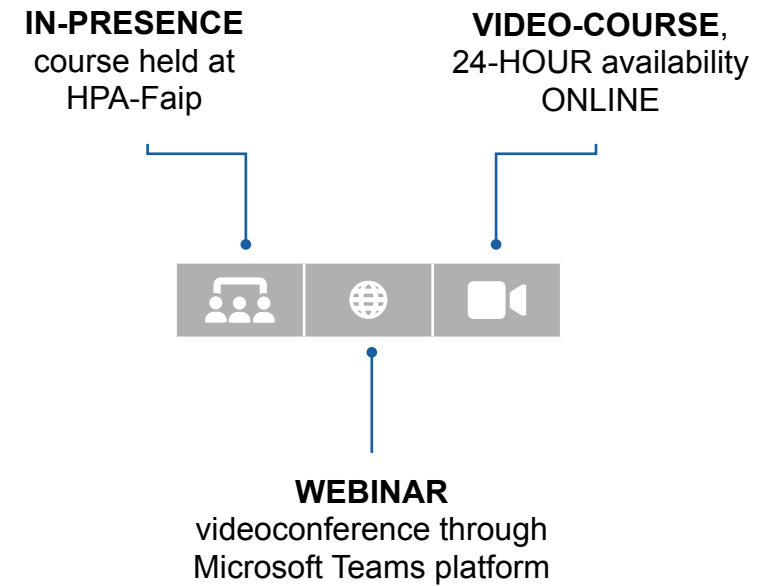 IN-PRESENCE
course held at
HPA-Faip
VIDEO-COURSE,
24-HOUR availability
ONLINE
WEBINAR
videoconference through
Microsoft Teams platform